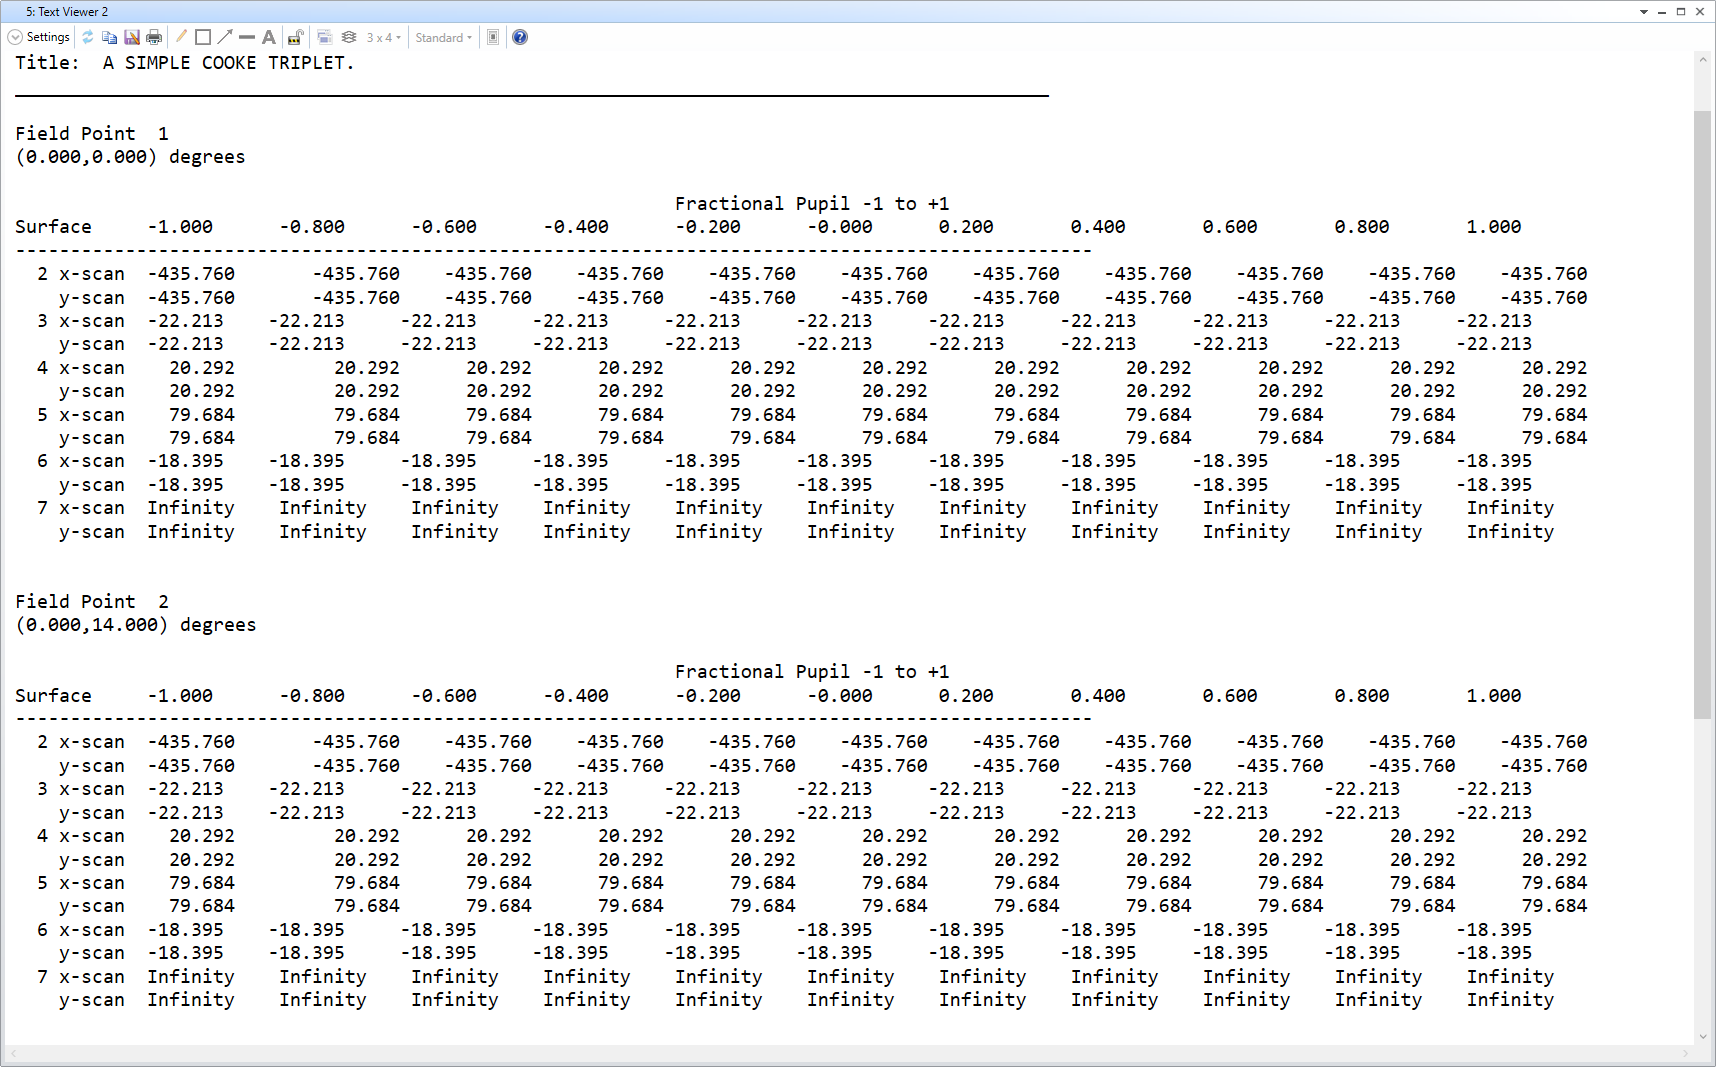 5: Text Viewer 2
Settings 3 x 4 Standard
Title:  A SIMPLE COOKE TRIPLET.
Field Point  1
(0.000,0.000) degrees
Fractional Pupil -1 to +1
Surface -1.000 -0.800 -0.600 -0.400 -0.200 -0.000 0.200 0.400 0.600 0.800 1.000
--------------------------------------------------------------------------------------------------
2 x-scan -435.760 -435.760 -435.760 -435.760 -435.760 -435.760 -435.760 -435.760 -435.760 -435.760 -435.760
y-scan -435.760 -435.760 -435.760 -435.760 -435.760 -435.760 -435.760 -435.760 -435.760 -435.760 -435.760
3 x-scan -22.213 -22.213 -22.213 -22.213 -22.213 -22.213 -22.213 -22.213 -22.213 -22.213 -22.213
y-scan -22.213 -22.213 -22.213 -22.213 -22.213 -22.213 -22.213 -22.213 -22.213 -22.213 -22.213
4 x-scan 20.292 20.292 20.292 20.292 20.292 20.292 20.292 20.292 20.292 20.292 20.292
y-scan 20.292 20.292 20.292 20.292 20.292 20.292 20.292 20.292 20.292 20.292 20.292
5 x-scan 79.684 79.684 79.684 79.684 79.684 79.684 79.684 79.684 79.684 79.684 79.684
y-scan 79.684 79.684 79.684 79.684 79.684 79.684 79.684 79.684 79.684 79.684 79.684
6 x-scan -18.395 -18.395 -18.395 -18.395 -18.395 -18.395 -18.395 -18.395 -18.395 -18.395 -18.395
y-scan -18.395 -18.395 -18.395 -18.395 -18.395 -18.395 -18.395 -18.395 -18.395 -18.395 -18.395
7 x-scan Infinity Infinity Infinity Infinity Infinity Infinity Infinity Infinity Infinity Infinity Infinity
y-scan Infinity Infinity Infinity Infinity Infinity Infinity Infinity Infinity Infinity Infinity Infinity
Field Point  2
(0.000,14.000) degrees
Fractional Pupil -1 to +1
Surface -1.000 -0.800 -0.600 -0.400 -0.200 -0.000 0.200 0.400 0.600 0.800 1.000
--------------------------------------------------------------------------------------------------
2 x-scan -435.760 -435.760 -435.760 -435.760 -435.760 -435.760 -435.760 -435.760 -435.760 -435.760 -435.760
y-scan -435.760 -435.760 -435.760 -435.760 -435.760 -435.760 -435.760 -435.760 -435.760 -435.760 -435.760
3 x-scan -22.213 -22.213 -22.213 -22.213 -22.213 -22.213 -22.213 -22.213 -22.213 -22.213 -22.213
y-scan -22.213 -22.213 -22.213 -22.213 -22.213 -22.213 -22.213 -22.213 -22.213 -22.213 -22.213
4 x-scan 20.292 20.292 20.292 20.292 20.292 20.292 20.292 20.292 20.292 20.292 20.292
y-scan 20.292 20.292 20.292 20.292 20.292 20.292 20.292 20.292 20.292 20.292 20.292
5 x-scan 79.684 79.684 79.684 79.684 79.684 79.684 79.684 79.684 79.684 79.684 79.684
y-scan 79.684 79.684 79.684 79.684 79.684 79.684 79.684 79.684 79.684 79.684 79.684
6 x-scan -18.395 -18.395 -18.395 -18.395 -18.395 -18.395 -18.395 -18.395 -18.395 -18.395 -18.395
y-scan -18.395 -18.395 -18.395 -18.395 -18.395 -18.395 -18.395 -18.395 -18.395 -18.395 -18.395
7 x-scan Infinity Infinity Infinity Infinity Infinity Infinity Infinity Infinity Infinity Infinity Infinity
y-scan Infinity Infinity Infinity Infinity Infinity Infinity Infinity Infinity Infinity Infinity Infinity